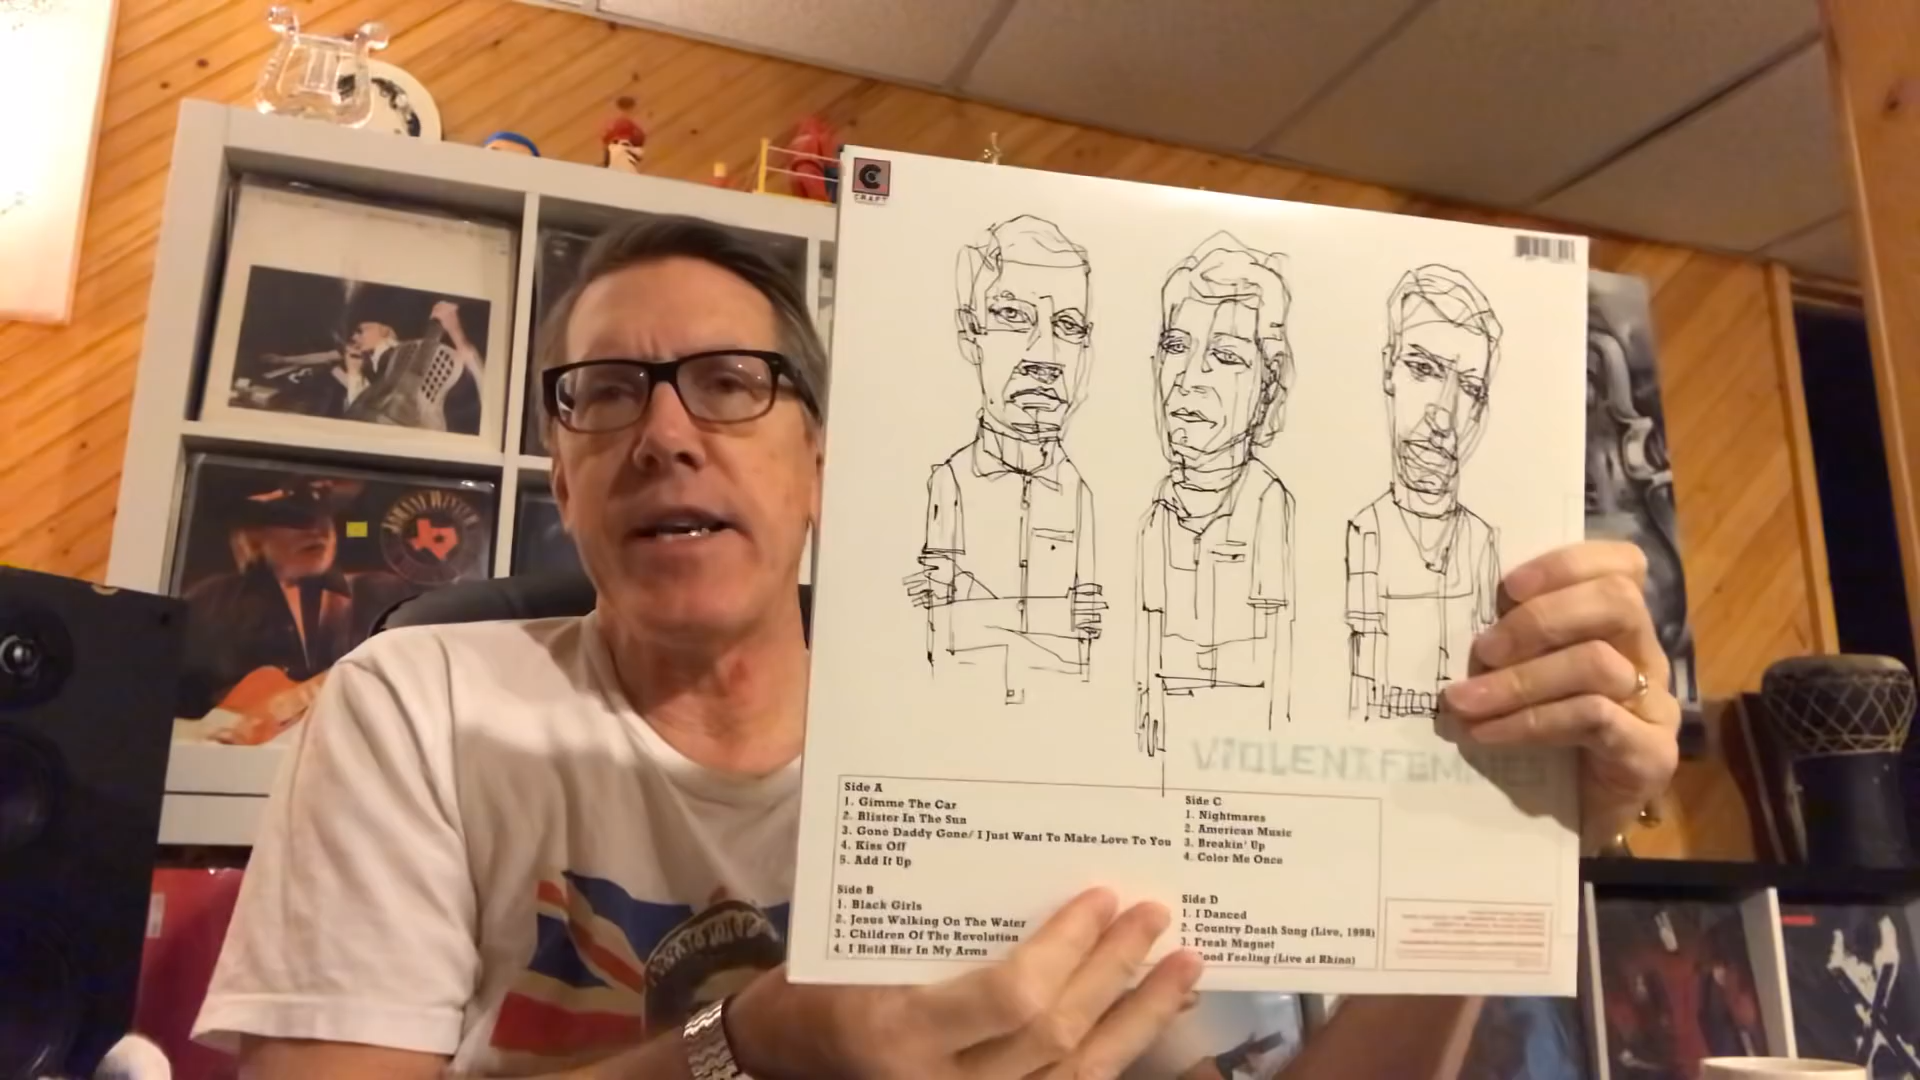 CRAFT
JOHNNY WINTER
VIOLENT FEMMES
Side A
1. Gimme The Car
2. Blister In The Sun
3. Gone Daddy Gone/ I Just Want To Make Love To You
4. Kiss Off
5. Add It Up
Side B
1. Black Girls
2. Jesus Walking On The Water
3. Children Of The Revolution
4. I Held Her In My Arms
Side C
1. Nightmares
2. American Music
3. Breakin' Up
4. Color Me Once
Side D
1. I Danced
2. Country Death Song (Live, 1998)
3. Freak Magnet
Feeling (Live at Rhino)